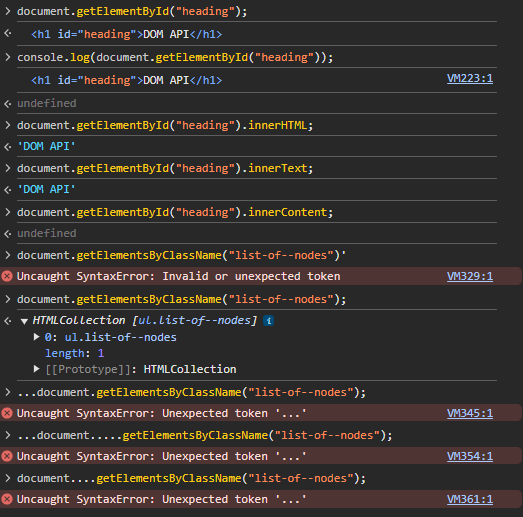 document.getElementById("heading");
<h1 id="heading">DOM API</h1>
console.log(document.getElementById("heading"));
<h1 id="heading">DOM API</h1> VM223:1
undefined
document.getElementById("heading").innerHTML;
'DOM API'
document.getElementById("heading").innerText;
'DOM API'
document.getElementById("heading").innerContent;
undefined
document.getElementsByClassName("list-of--nodes")'
Uncaught SyntaxError: Invalid or unexpected token VM329:1
document.getElementsByClassName("list-of--nodes");
HTMLCollection [ul.list-of--nodes] i
0: ul.list-of--nodes
length: 1
[[Prototype]]: HTMLCollection
...document.getElementsByClassName("list-of--nodes");
Uncaught SyntaxError: Unexpected token '...' VM345:1
...document.....getElementsByClassName("list-of--nodes");
Uncaught SyntaxError: Unexpected token '...' VM354:1
document....getElementsByClassName("list-of--nodes");
Uncaught SyntaxError: Unexpected token '...' VM361:1